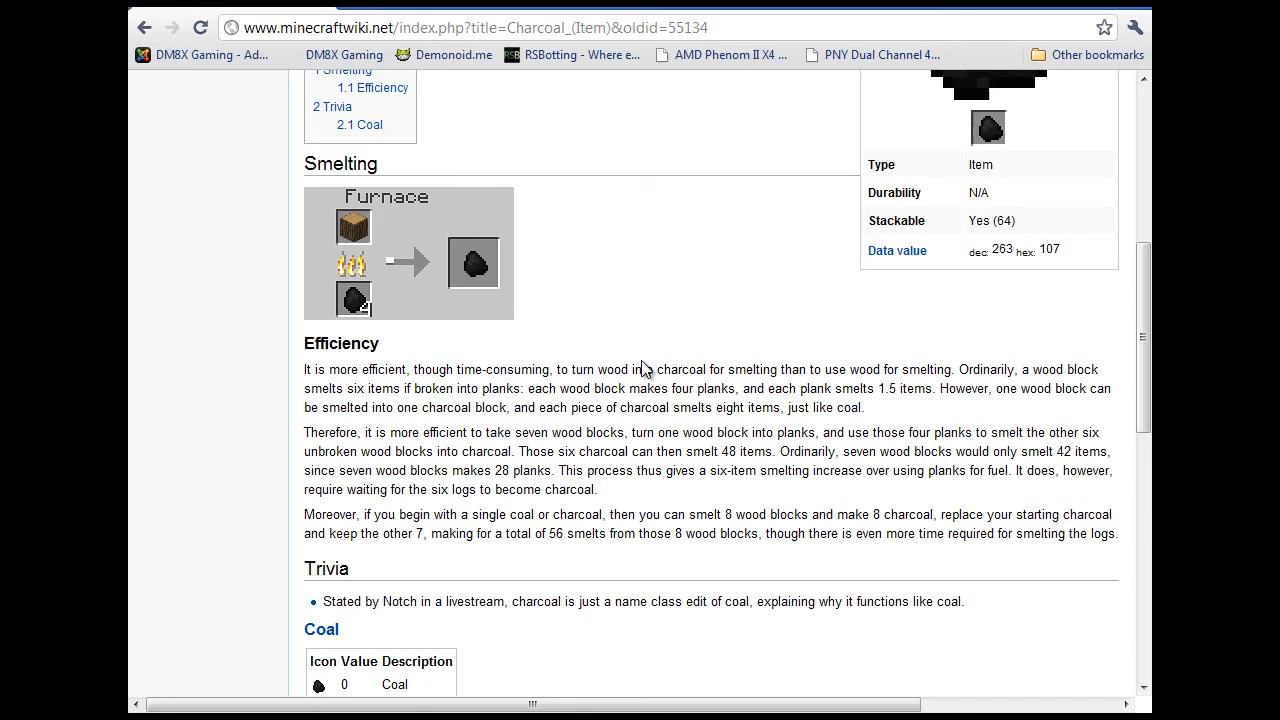 www.minecraftwiki.net/index.php?title=Charcoal_(Item)&oldid=55134
DM8X Gaming - Ad... DM8X Gaming Demonoid.me RSB RSBotting - Where e... AMD Phenom II X4 ... PNY Dual Channel 4... Other bookmarks
1 Smelting
1.1 Efficiency
2 Trivia
2.1 Coal
Smelting
Furnace
Type Item
Durability N/A
Stackable Yes (64)
Data value dec: 263 hex: 107
Efficiency
It is more efficient, though time-consuming, to turn wood into charcoal for smelting than to use wood for smelting. Ordinarily, a wood block
smelts six items if broken into planks: each wood block makes four planks, and each plank smelts 1.5 items. However, one wood block can
be smelted into one charcoal block, and each piece of charcoal smelts eight items, just like coal.
Therefore, it is more efficient to take seven wood blocks, turn one wood block into planks, and use those four planks to smelt the other six
unbroken wood blocks into charcoal. Those six charcoal can then smelt 48 items. Ordinarily, seven wood blocks would only smelt 42 items,
since seven wood blocks makes 28 planks. This process thus gives a six-item smelting increase over using planks for fuel. It does, however,
require waiting for the six logs to become charcoal.
Moreover, if you begin with a single coal or charcoal, then you can smelt 8 wood blocks and make 8 charcoal, replace your starting charcoal
and keep the other 7, making for a total of 56 smelts from those 8 wood blocks, though there is even more time required for smelting the logs.
Trivia
Stated by Notch in a livestream, charcoal is just a name class edit of coal, explaining why it functions like coal.
Coal
Icon Value Description
0 Coal